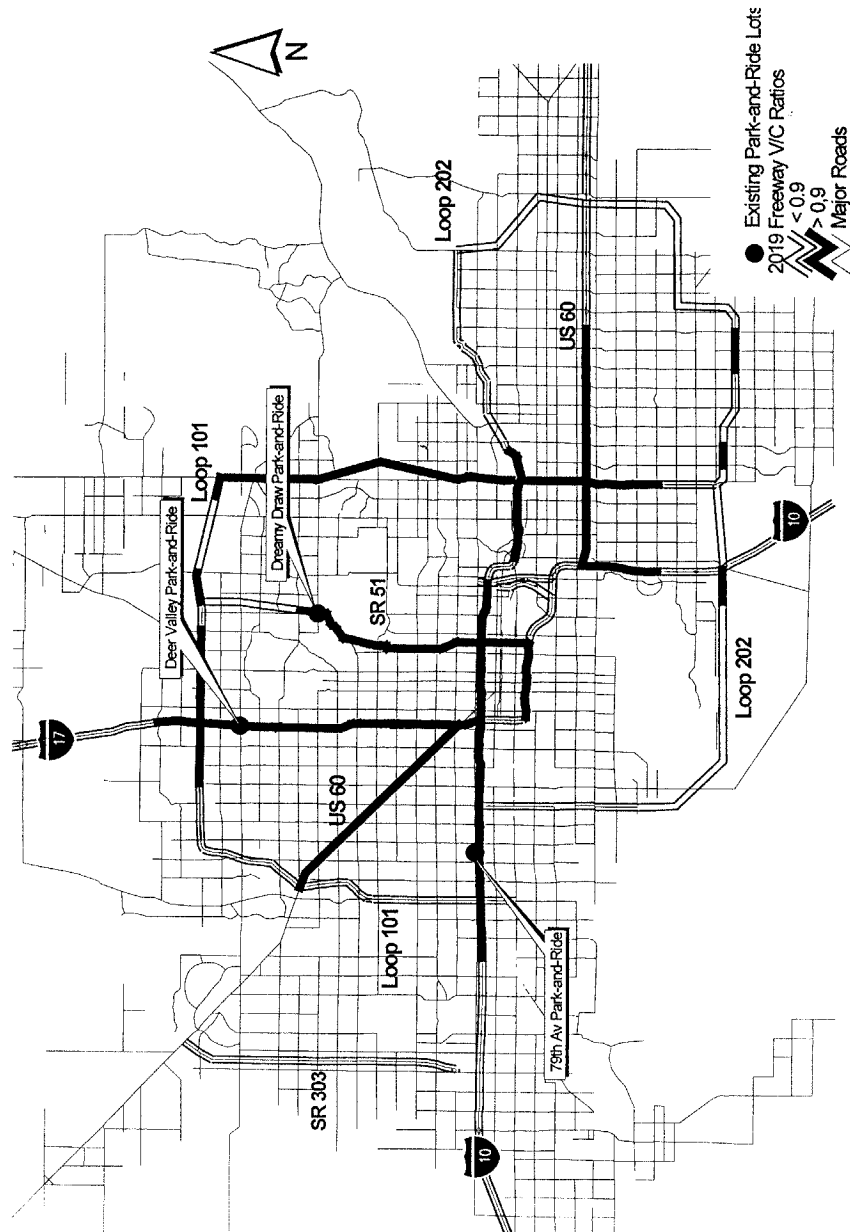 N
17
Deer Valley Park-and-Ride
Loop 101
Dreamy Draw Park-and-Ride
SR 51
US 60
Loop 101
SR 303
10
79th Av Park-and-Ride
Loop 202
US 60
Loop 202
10
Existing Park-and-Ride Lots
2019 Freeway V/C Ratios
< 0.9
> 0,9
Major Roads